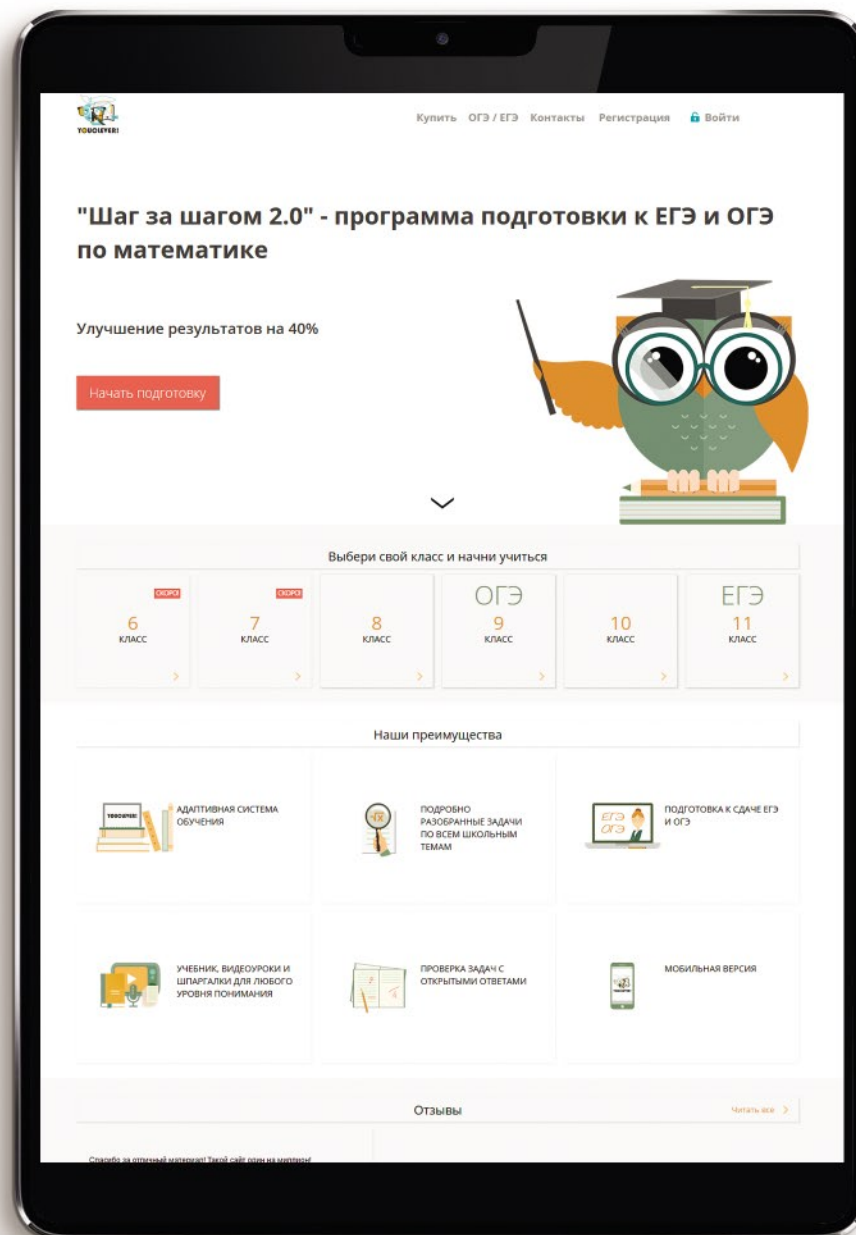 YOUCLEVER!
Купить ОГЭ / ЕГЭ Контакты Регистрация Войти
"Шаг за шагом 2.0" - программа подготовки к ЕГЭ и ОГЭ
по математике
Улучшение результатов на 40%
Начать подготовку
Выбери свой класс и начни учиться
СКОРО!
6
КЛАСС
СКОРО!
7
КЛАСС
8
КЛАСС
ОГЭ
9
КЛАСС
10
КЛАСС
ЕГЭ
11
КЛАСС
Наши преимущества
YOUCLEVER!
АДАПТИВНАЯ СИСТЕМА
ОБУЧЕНИЯ
√x
ПОДРОБНО
РАЗОБРАННЫЕ ЗАДАЧИ
ПО ВСЕМ ШКОЛЬНЫМ
ТЕМАМ
ЕГЭ
ОГЭ
ПОДГОТОВКА К СДАЧЕ ЕГЭ
И ОГЭ
УЧЕБНИК, ВИДЕОУРОКИ И
ШПАРГАЛКИ ДЛЯ ЛЮБОГО
УРОВНЯ ПОНИМАНИЯ
ПРОВЕРКА ЗАДАЧ С
ОТКРЫТЫМИ ОТВЕТАМИ
МОБИЛЬНАЯ ВЕРСИЯ
Отзывы
Читать все
Спасибо за отличный материал! Такой сайт один на миллион!